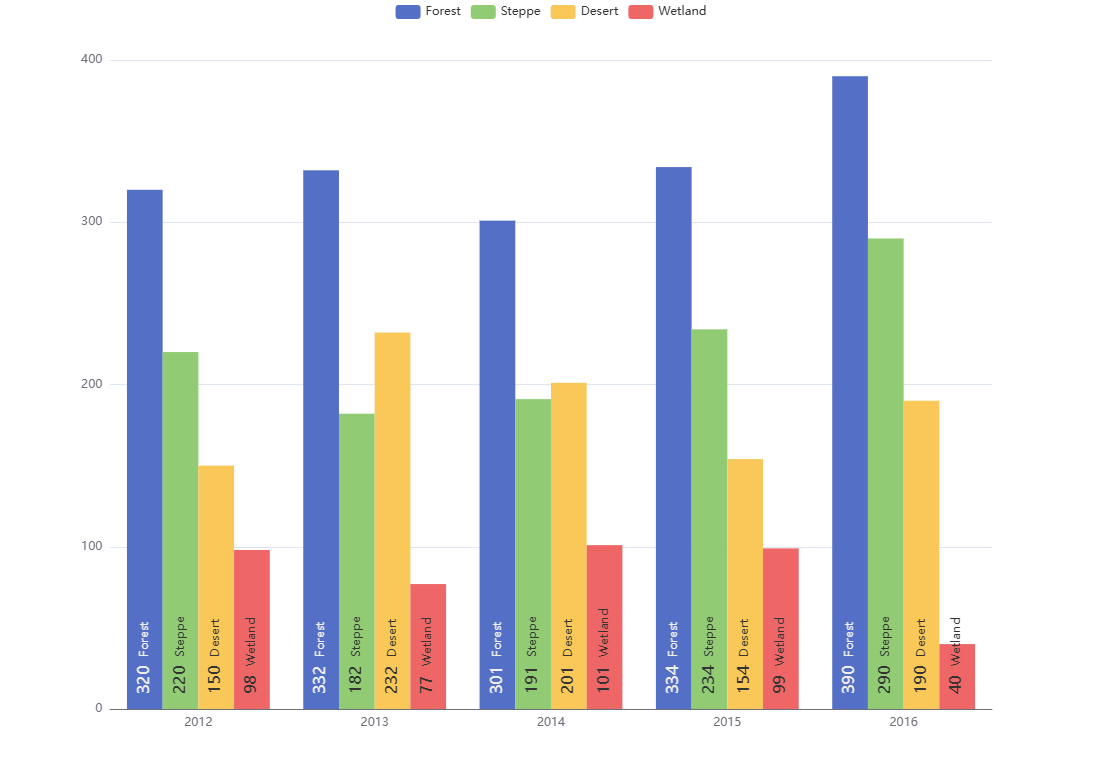 Forest Steppe Desert Wetland
400
300
200
100
0
320 Forest
220 Steppe
150 Desert
98 Wetland
332 Forest
182 Steppe
232 Desert
77 Wetland
301 Forest
191 Steppe
201 Desert
101 Wetland
334 Forest
234 Steppe
154 Desert
99 Wetland
390 Forest
290 Steppe
190 Desert
40 Wetland
2012 2013 2014 2015 2016